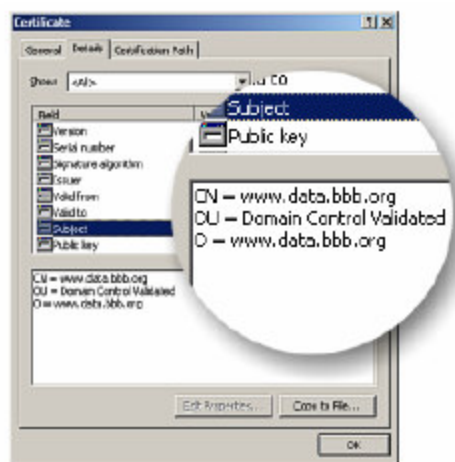 Certificate
General Details Certification Path
Show: <All>
Field
Version
Serial number
Signature algorithm
Issuer
Valid from
Valid to
Subject
Public key
CN = www.data.bbb.org
OU = Domain Control Validated
O = www.data.bbb.org
Edit Properties... Copy to File...
OK
to
Subject
Public key
CN = www.data.bbb.org
OU = Domain Control Validated
O = www.data.bbb.org